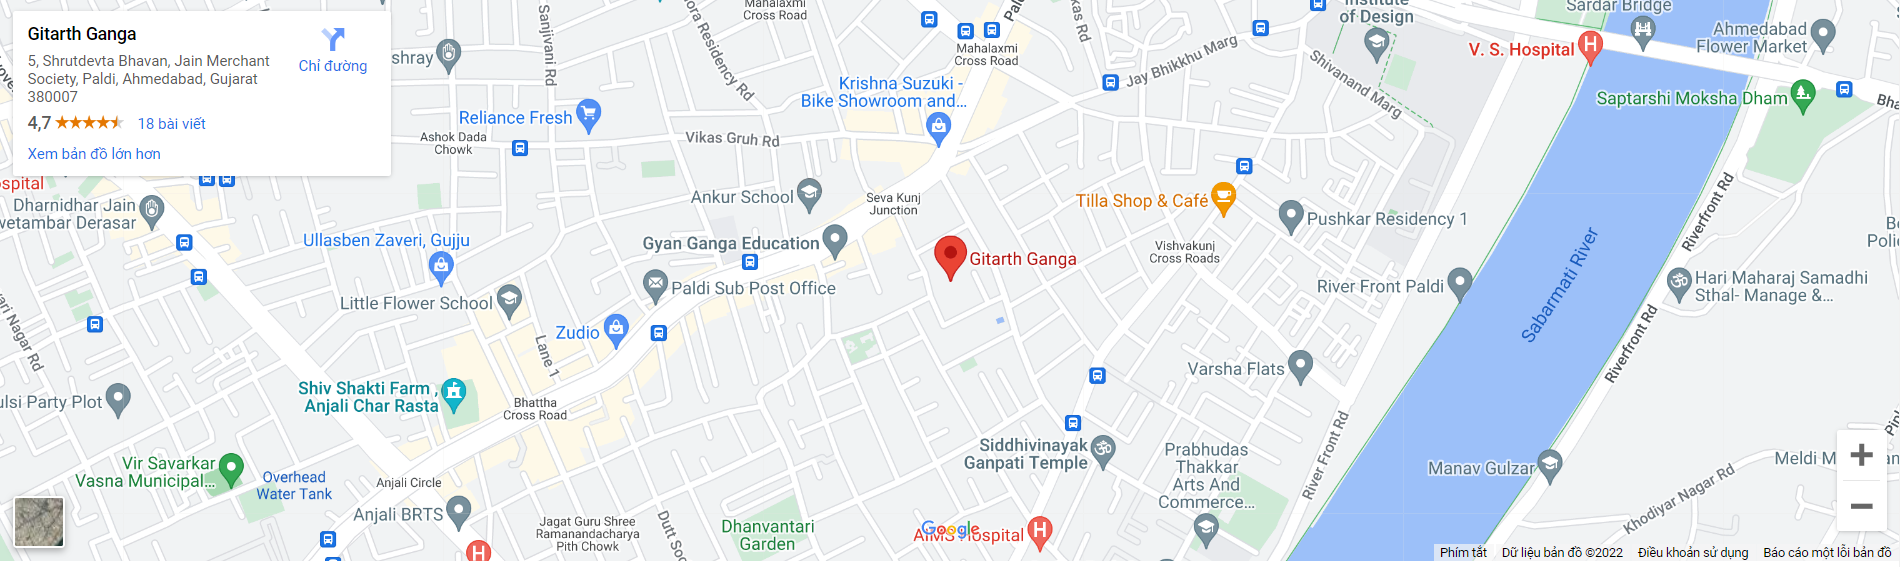 Gitarth Ganga
5, Shrutdevta Bhavan, Jain Merchant
Society, Paldi, Ahmedabad, Gujarat
380007
4,7
18 bài viết
Xem bản đồ lớn hơn
Chỉ đường
Mahalaxmi
Cross Road
Sanjivani Rd
ora Residency Rd
shray
Krishna Suzuki -
Bike Showroom and...
Reliance Fresh
Ashok Dada
Chowk
Vikas Gruh Rd
Mahalaxmi
Cross Road
Jay Bhikkhu Marg
Shivanand Marg
of Design
V. S. Hospital
Sardar Bridge
Ahmedabad
Flower Market
Saptarshi Moksha Dham
ospital
Dharnidhar Jain
wetambar Derasar
Ankur School
Seva Kunj
Junction
Tilla Shop & Café
Pushkar Residency 1
Ullasben Zaveri, Gujju
Gyan Ganga Education
Gitarth Ganga
Vishvakunj
Cross Roads
Riverfront Rd
Paldi Sub Post Office
Little Flower School
River Front Paldi
Sabarmati River
Hari Maharaj Samadhi
Sthal- Manage &...
ari Nagar Rd
Zudio
Lane 1
Riverfront Rd
Varsha Flats
ulsi Party Plot
Shiv Shakti Farm ,
Anjali Char Rasta
Bhattha
Cross Road
Siddhivinayak
Ganpati Temple
Prabhudas
Thakkar
Arts And
Commerce...
River Front Rd
Manav Gulzar
Vir Savarkar
Vasna Municipal...
Overhead
Water Tank
Anjali Circle
Anjali BRTS
Jagat Guru Shree
Ramanandacharya
Pith Chowk
Dutt Soc
Dhanvantari
Garden
Google
AIMS Hospital
Khodiyar Nagar Rd
Meldi M
Phím tắt
Dữ liệu bản đồ ©2022
Điều khoản sử dụng
Báo cáo một lỗi bản đồ